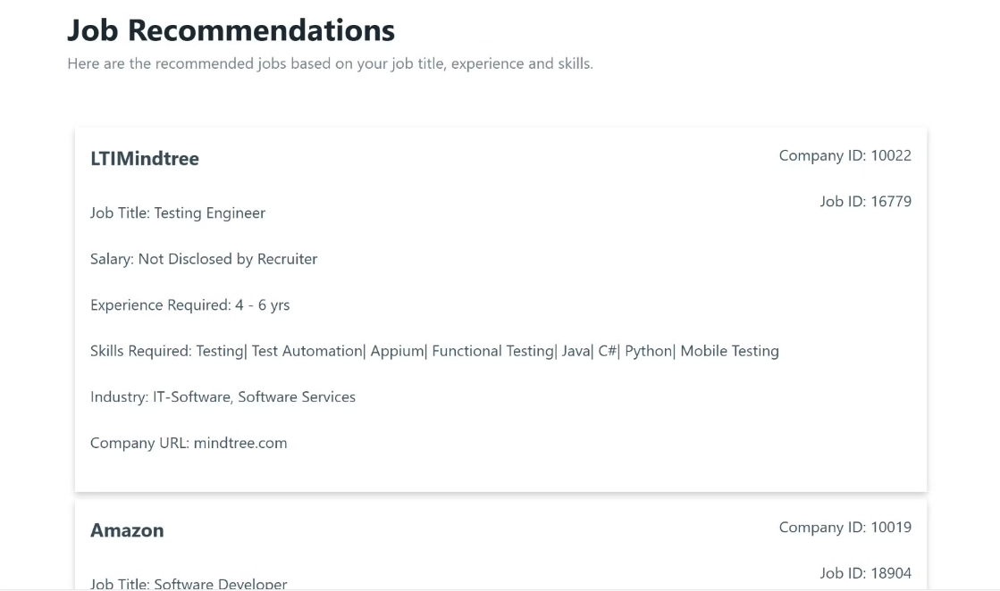 Job Recommendations
Here are the recommended jobs based on your job title, experience and skills.
LTIMindtree
Company ID: 10022
Job ID: 16779
Job Title: Testing Engineer
Salary: Not Disclosed by Recruiter
Experience Required: 4 - 6 yrs
Skills Required: Testing| Test Automation| Appium| Functional Testing| Java| C#| Python| Mobile Testing
Industry: IT-Software, Software Services
Company URL: mindtree.com
Amazon
Company ID: 10019
Job ID: 18904
Job Title: Software Developer